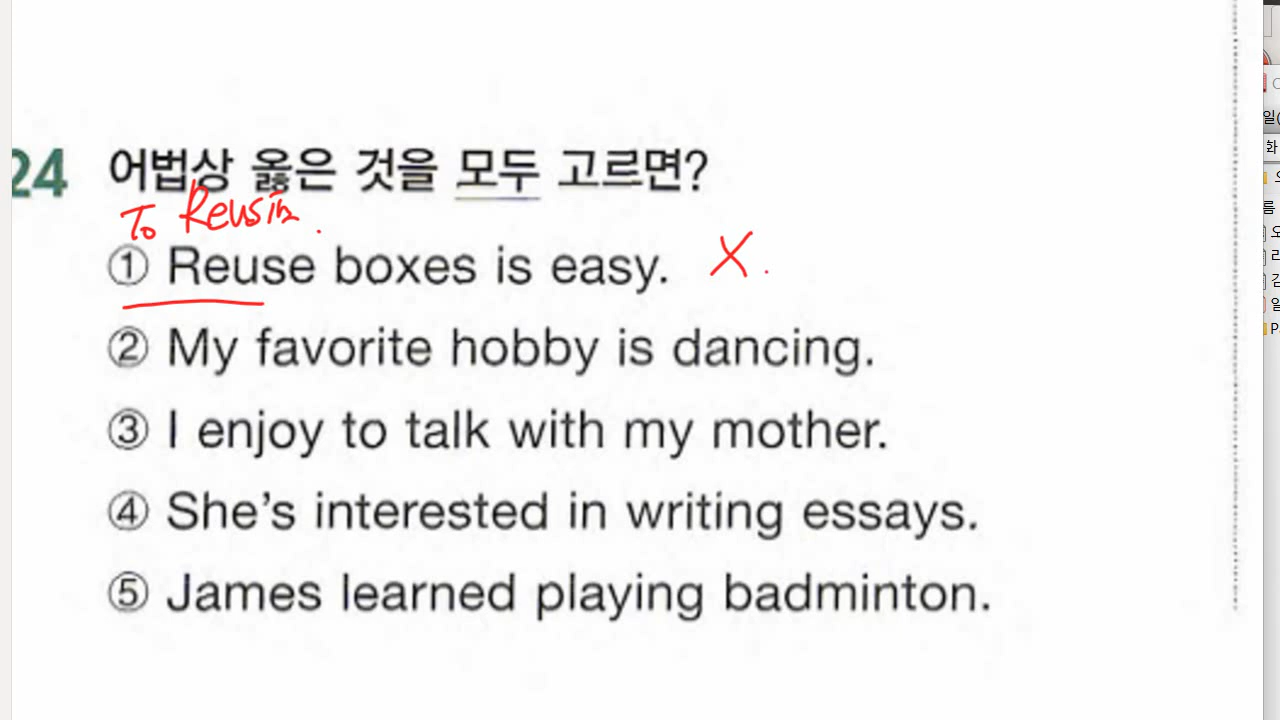 24 어법상 옳은 것을 모두 고르면?
To Reusin
① Reuse boxes is easy. X.
② My favorite hobby is dancing.
③ I enjoy to talk with my mother.
④ She's interested in writing essays.
⑤ James learned playing badminton.